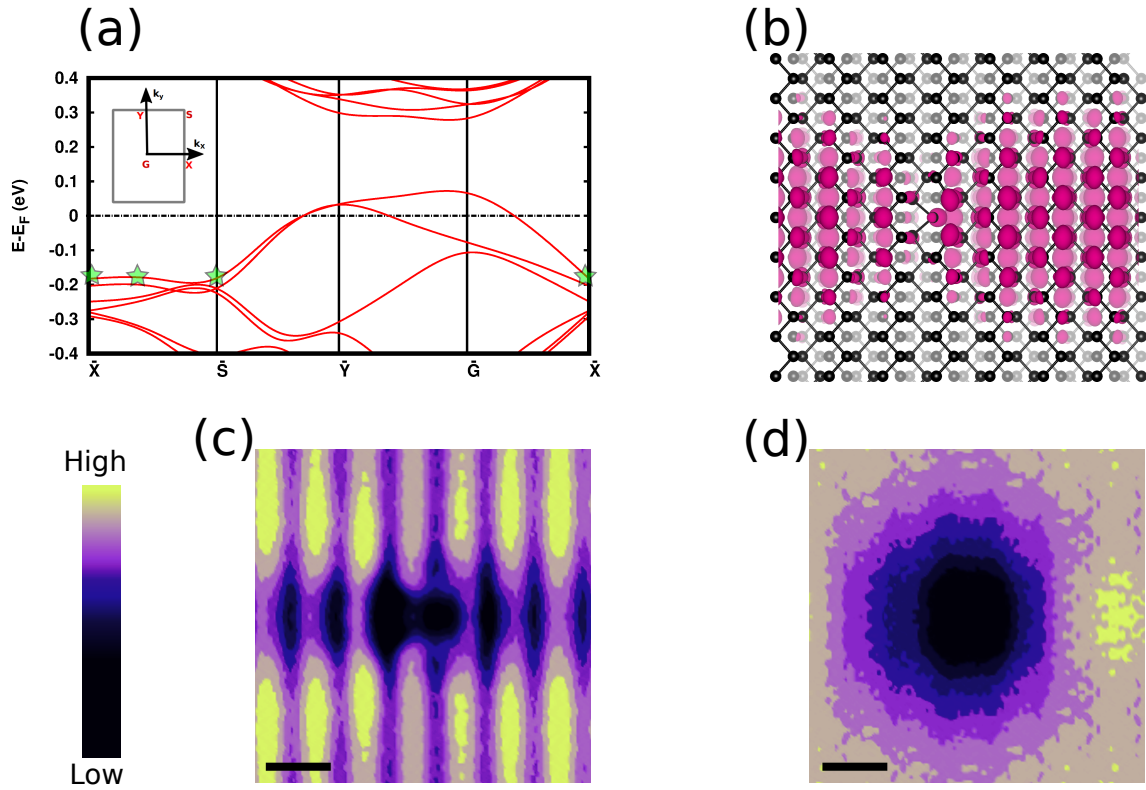 (a)
(b)
0.4
0.3
0.2
0.1
0
-0.1
-0.2
-0.3
-0.4
E-E_F (eV)
k_y
Y
S
k_x
G
X
X̄
S̄
Ȳ
Ḡ
X̄
(c)
(d)
High
Low